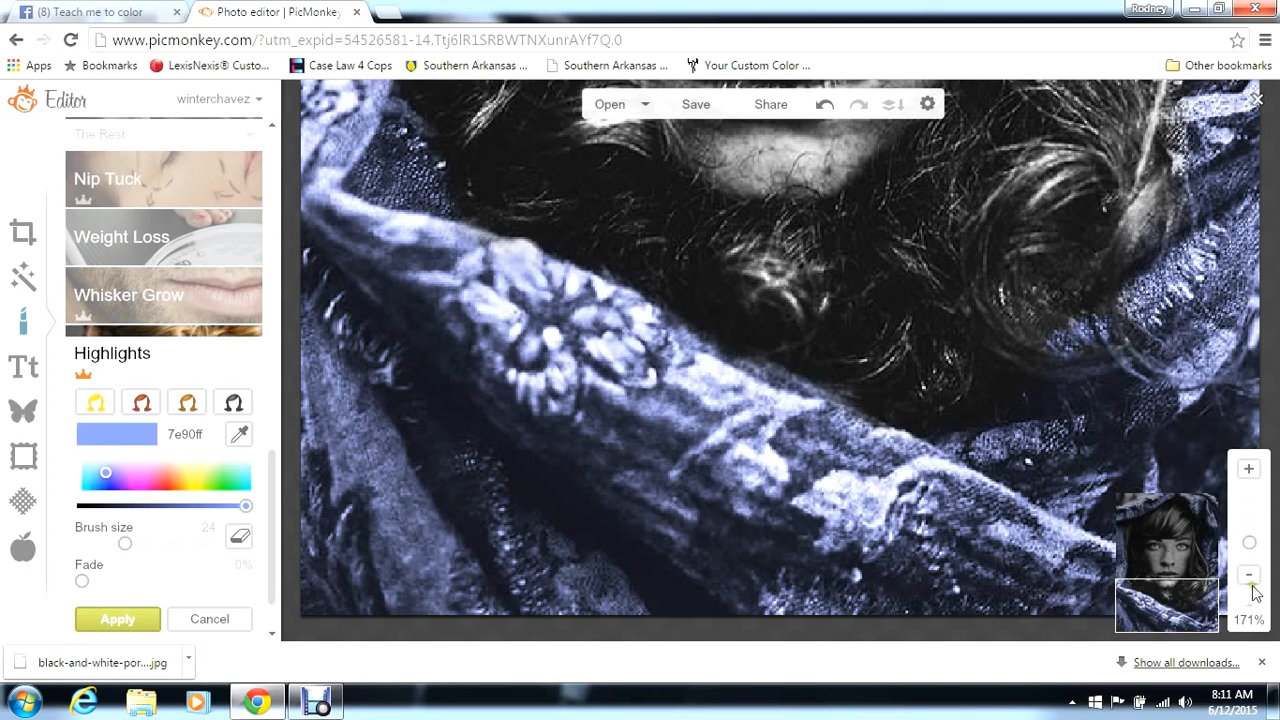 (8) Teach me to color
Photo editor | PicMonkey
Rodney
www.picmonkey.com/?utm_expid=54526581-14.Ttj6lR1SRBWTNXunrAYf7Q.0
Apps Bookmarks LexisNexis® Custo... Case Law 4 Cops Southern Arkansas ... Southern Arkansas ... Your Custom Color ... Other bookmarks
Editor winterchavez
Open Save Share
The Rest
Nip Tuck
Weight Loss
Whisker Grow
Highlights
7e90ff
Brush size 24
Fade 0%
Apply Cancel
171%
black-and-white-por....jpg
Show all downloads...
8:11 AM
6/12/2015